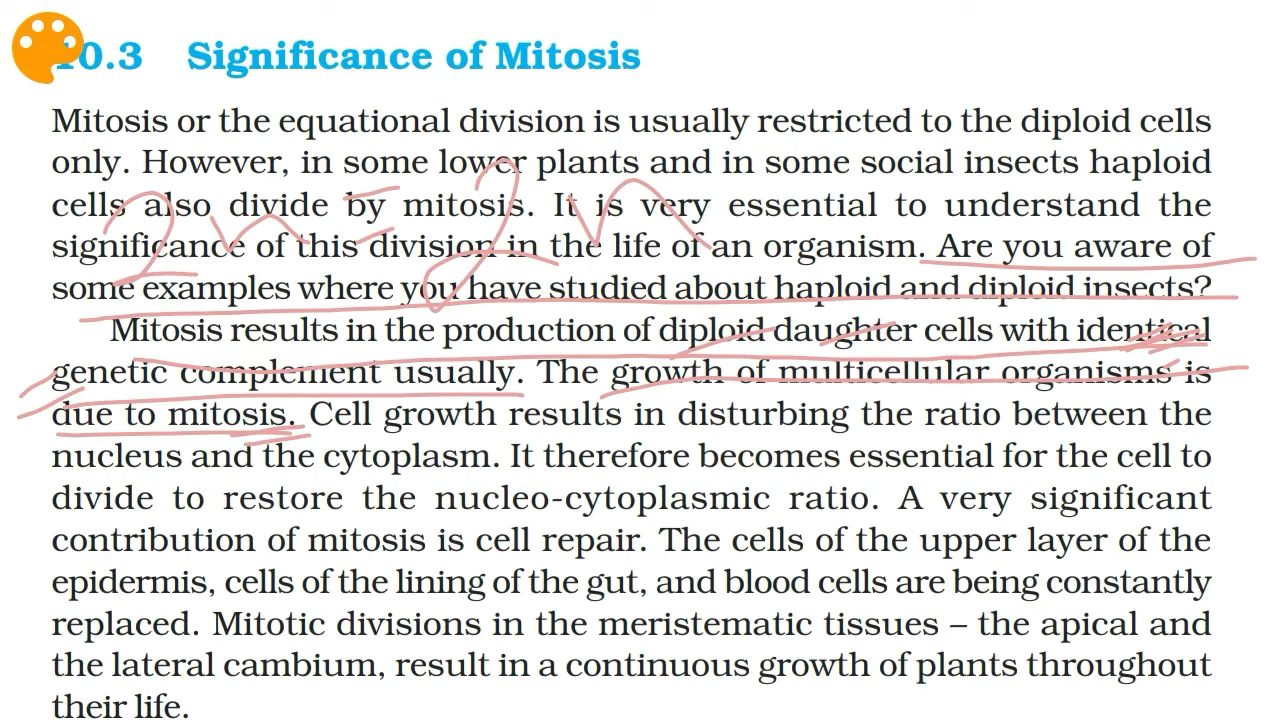 10.3 Significance of Mitosis
Mitosis or the equational division is usually restricted to the diploid cells
only. However, in some lower plants and in some social insects haploid
cells also divide by mitosis. It is very essential to understand the
significance of this division in the life of an organism. Are you aware of
some examples where you have studied about haploid and diploid insects?
2n = 2n
Mitosis results in the production of diploid daughter cells with identical
genetic complement usually. The growth of multicellular organisms is
due to mitosis. Cell growth results in disturbing the ratio between the
nucleus and the cytoplasm. It therefore becomes essential for the cell to
divide to restore the nucleo-cytoplasmic ratio. A very significant
contribution of mitosis is cell repair. The cells of the upper layer of the
epidermis, cells of the lining of the gut, and blood cells are being constantly
replaced. Mitotic divisions in the meristematic tissues – the apical and
the lateral cambium, result in a continuous growth of plants throughout
their life.